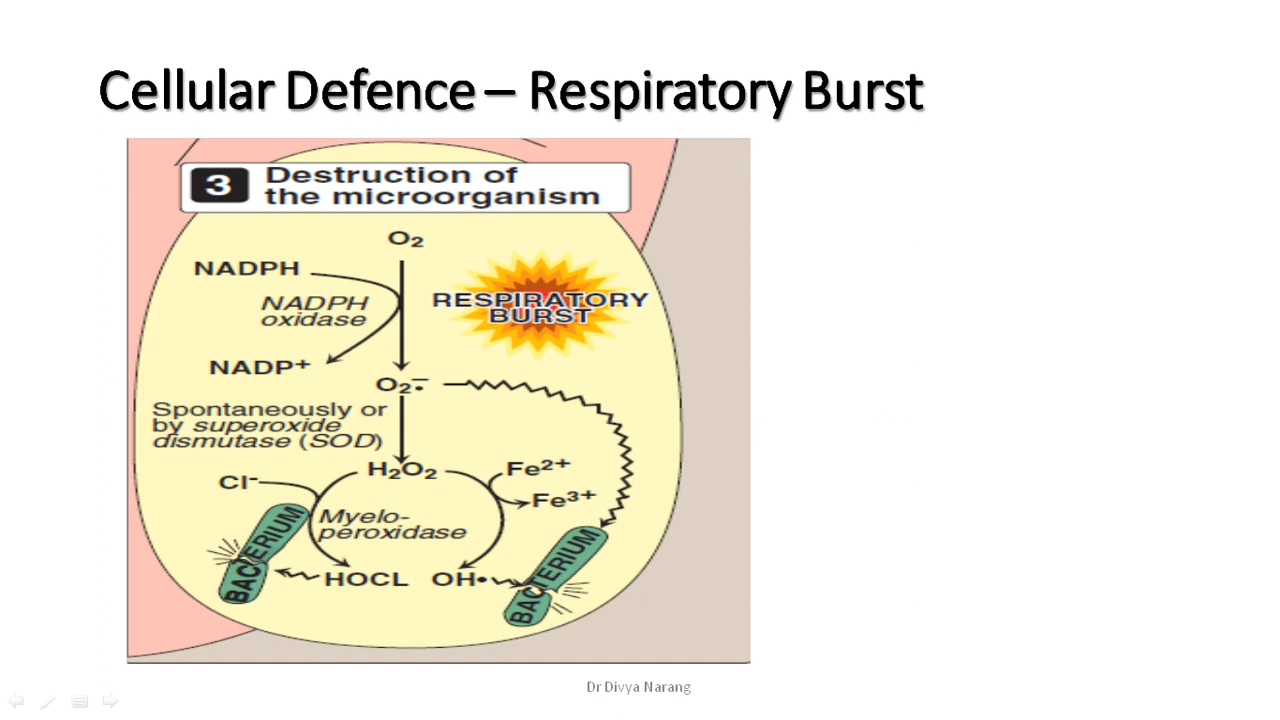 Cellular Defence – Respiratory Burst
3
Destruction of
the microorganism
O₂
NADPH
NADPH
oxidase
RESPIRATORY
BURST
NADP⁺
O₂⨪
Spontaneously or
by superoxide
dismutase (SOD)
H₂O₂
Fe²⁺
Cl⁻
Fe³⁺
Myelo-
peroxidase
BACTERIUM
BACTERIUM
HOCL
OH•
Dr Divya Narang